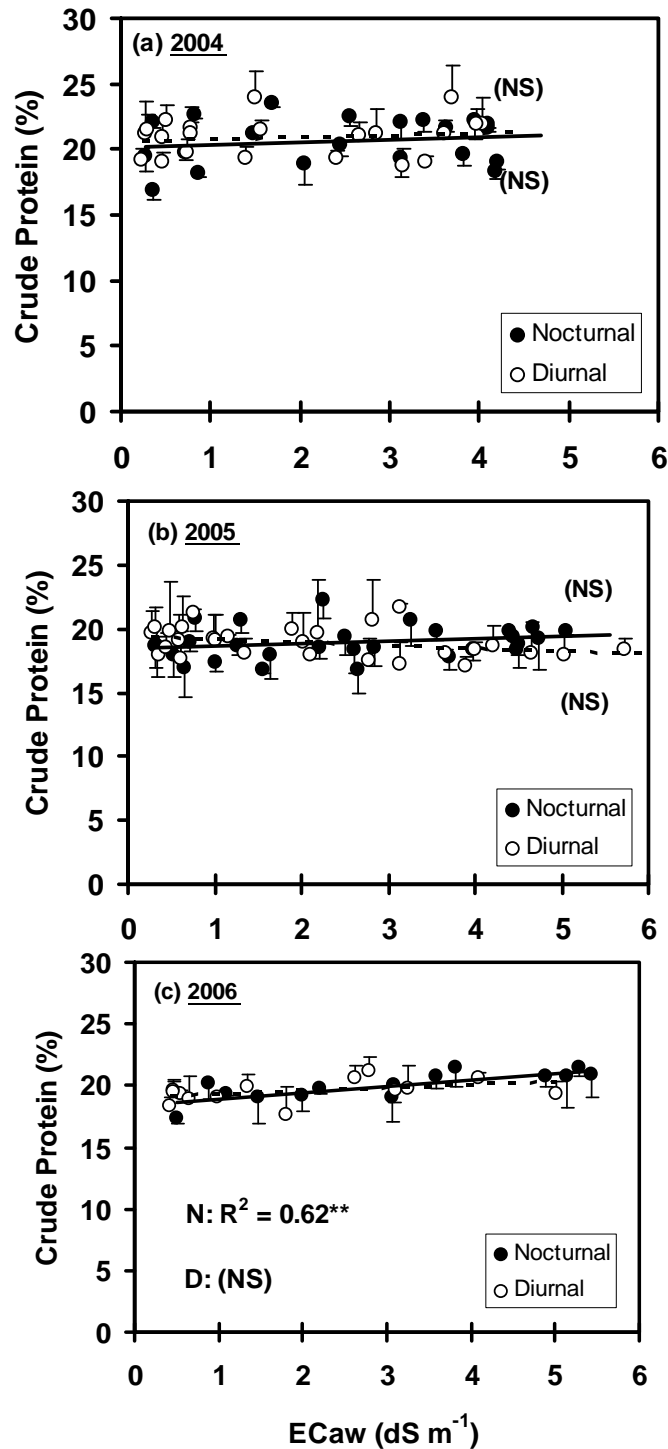 (a) 2004
Crude Protein (%)
30
25
20
15
10
5
0
(NS)
(NS)
Nocturnal
Diurnal
0 1 2 3 4 5 6
(b) 2005
Crude Protein (%)
30
25
20
15
10
5
0
(NS)
(NS)
Nocturnal
Diurnal
0 1 2 3 4 5 6
(c) 2006
Crude Protein (%)
30
25
20
15
10
5
0
N: R² = 0.62**
D: (NS)
Nocturnal
Diurnal
0 1 2 3 4 5 6
ECaw (dS m⁻¹)